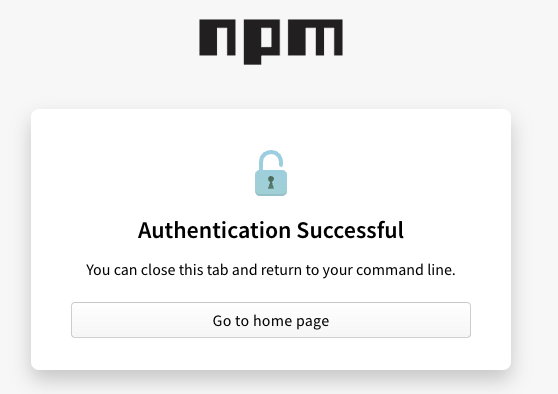 npm
Authentication Successful
You can close this tab and return to your command line.
Go to home page